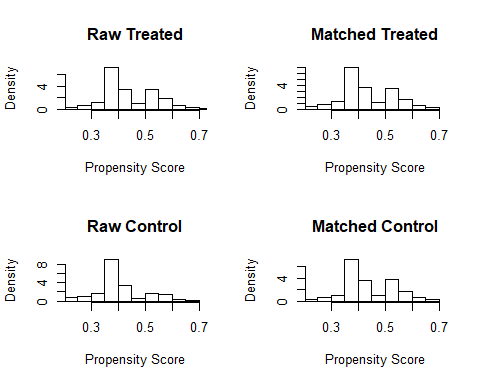 Raw Treated
Density
0 4
0.3 0.5 0.7
Propensity Score
Matched Treated
Density
0 4
0.3 0.5 0.7
Propensity Score
Raw Control
Density
0 4 8
0.3 0.5 0.7
Propensity Score
Matched Control
Density
0 4
0.3 0.5 0.7
Propensity Score